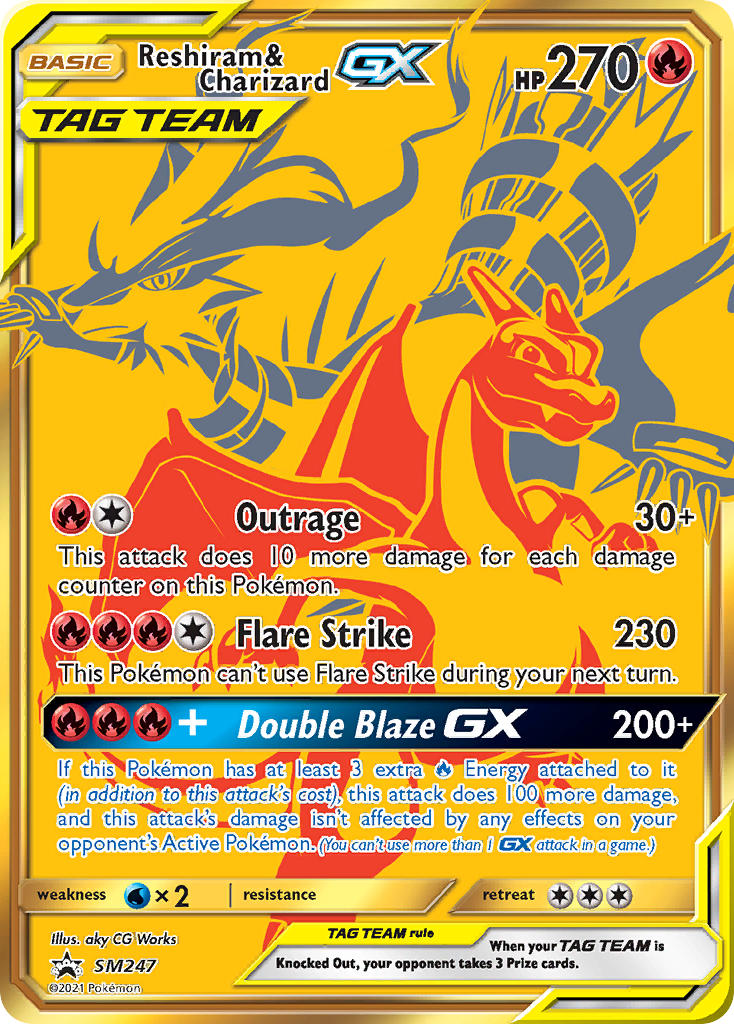 BASIC Reshiram& Charizard GX HP270
TAG TEAM
Outrage 30+
This attack does 10 more damage for each damage
counter on this Pokémon.
Flare Strike 230
This Pokémon can't use Flare Strike during your next turn.
+ Double Blaze GX 200+
If this Pokémon has at least 3 extra Energy attached to it
(in addition to this attack's cost), this attack does 100 more damage,
and this attack's damage isn't affected by any effects on your
opponent's Active Pokémon. (You can't use more than 1 GX attack in a game.)
weakness ×2 resistance retreat
Illus. aky CG Works
SM247
©2021 Pokémon
TAG TEAM rule
When your TAG TEAM is
Knocked Out, your opponent takes 3 Prize cards.